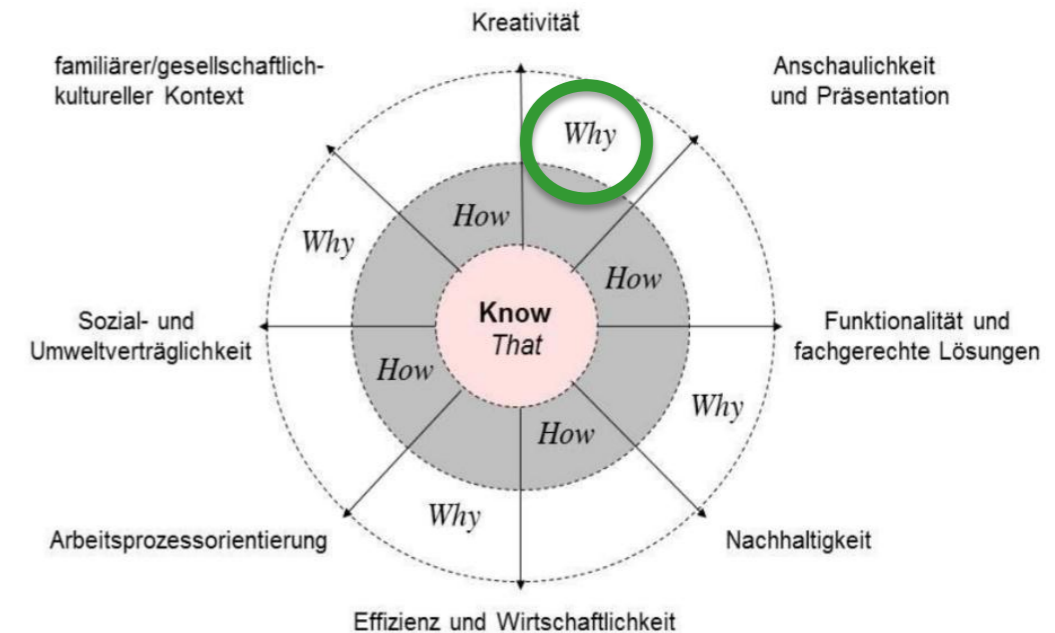 Kreativität
familiärer/gesellschaftlich-
kultureller Kontext
Anschaulichkeit
und Präsentation
Why
How
Why
How
Know
That
Sozial- und
Umweltverträglichkeit
Funktionalität und
fachgerechte Lösungen
How
Why
How
Why
Arbeitsprozessorientierung
Nachhaltigkeit
Effizienz und Wirtschaftlichkeit